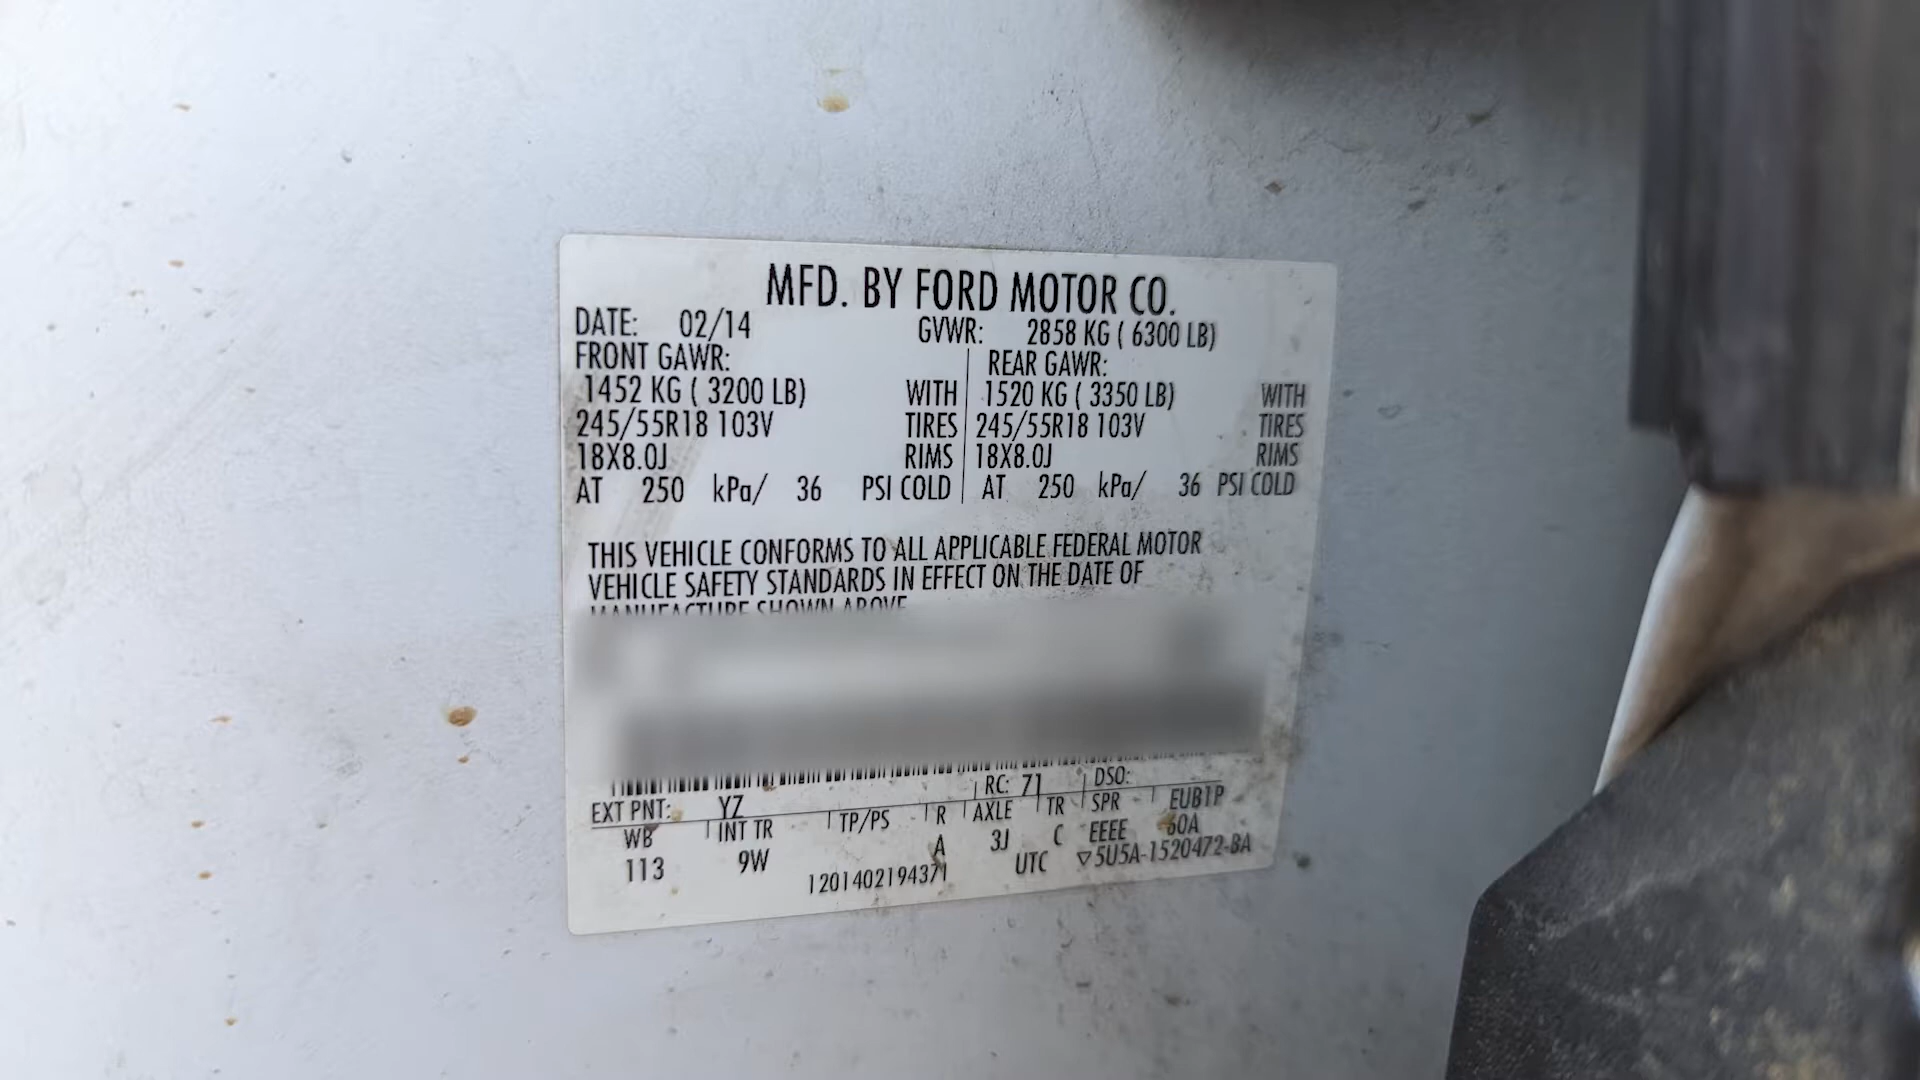 MFD. BY FORD MOTOR CO.
DATE: 02/14 GVWR: 2858 KG ( 6300 LB)
FRONT GAWR: REAR GAWR:
1452 KG ( 3200 LB) WITH 1520 KG ( 3350 LB) WITH
245/55R18 103V TIRES 245/55R18 103V TIRES
18X8.0J RIMS 18X8.0J RIMS
AT 250 kPa/ 36 PSI COLD AT 250 kPa/ 36 PSI COLD
THIS VEHICLE CONFORMS TO ALL APPLICABLE FEDERAL MOTOR
VEHICLE SAFETY STANDARDS IN EFFECT ON THE DATE OF
MANUFACTURE SHOWN ABOVE
EXT PNT: YZ RC: 71 DSO:
WB INT TR TP/PS R AXLE TR SPR EUB1P
113 9W A 3J C EEEE 60A
1201402194371 UTC ▽5U5A-1520472-BA